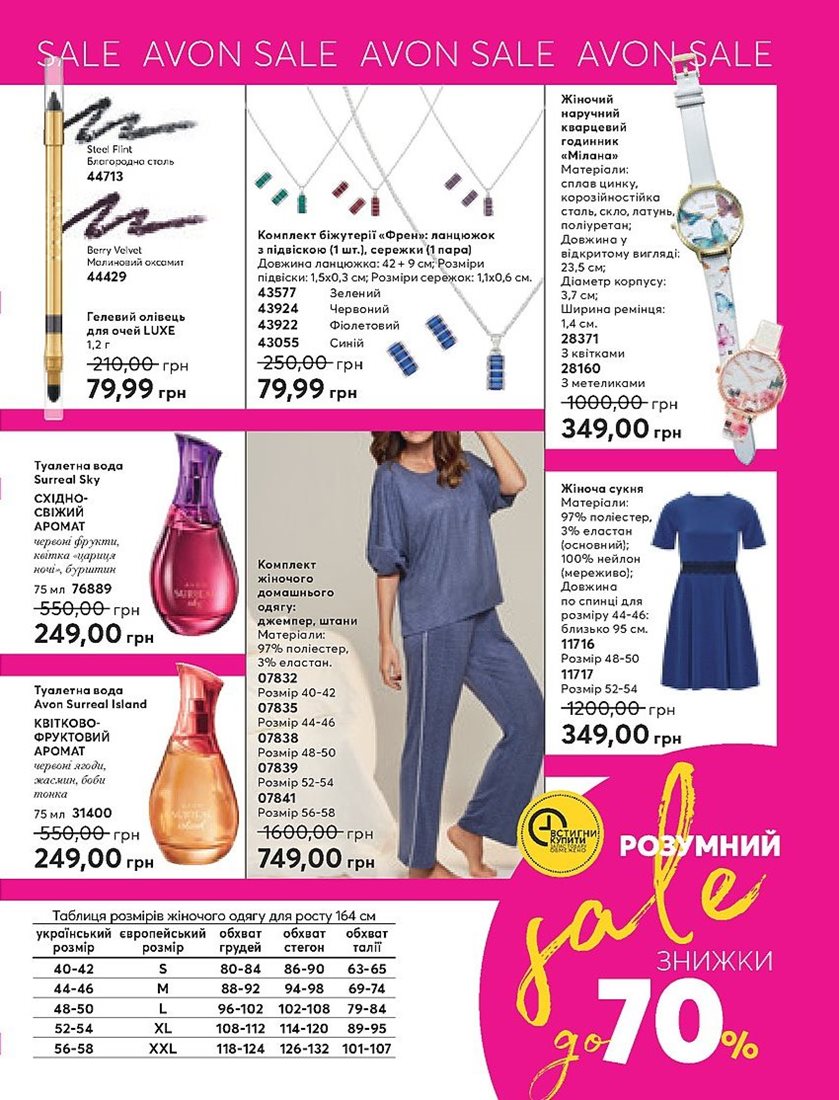 SALE AVON SALE AVON SALE AVON SALE
Steel Flint
Благородна сталь
44713
Berry Velvet
Малиновий оксамит
44429
Гелевий олівець
для очей LUXE
1,2 г
210,00 грн
79,99 грн
Комплект біжутерії «Френ»: ланцюжок
з підвіскою (1 шт.), сережки (1 пара)
Довжина ланцюжка: 42 + 9 см; Розміри
підвіски: 1,5х0,3 см; Розміри сережок: 1,1х0,6 см.
43577 Зелений
43924 Червоний
43922 Фіолетовий
43055 Синій
250,00 грн
79,99 грн
Жіночий
наручний
кварцевий
годинник
«Мілана»
Матеріали:
сплав цинку,
корозійностійка
сталь, скло, латунь,
поліуретан;
Довжина у
відкритому вигляді:
23,5 см;
Діаметр корпусу:
3,7 см;
Ширина ремінця:
1,4 см.
28371
З квітками
28160
З метеликами
1000,00 грн
349,00 грн
Туалетна вода
Surreal Sky
СХІДНО-
СВІЖИЙ
АРОМАТ
червоні фрукти,
квітка «цариця
ночі», бурштин
75 мл 76889
550,00 грн
249,00 грн
AVON
SURREAL
sky
Туалетна вода
Avon Surreal Island
КВІТКОВО-
ФРУКТОВИЙ
АРОМАТ
червоні ягоди,
жасмин, боби
тонка
75 мл 31400
550,00 грн
249,00 грн
AVON
SURREAL
island
Комплект
жіночого
домашнього
одягу:
джемпер, штани
Матеріали:
97% поліестер,
3% еластан.
07832
Розмір 40-42
07835
Розмір 44-46
07838
Розмір 48-50
07839
Розмір 52-54
07841
Розмір 56-58
1600,00 грн
749,00 грн
Жіноча сукня
Матеріали:
97% поліестер,
3% еластан
(основний);
100% нейлон
(мереживо);
Довжина
по спинці для
розміру 44-46:
близько 95 см.
11716
Розмір 48-50
11717
Розмір 52-54
1200,00 грн
349,00 грн
ВСТИГНИ
КУПИТИ
РОЗУМНИЙ
sale
ЗНИЖКИ
до 70%
Таблиця розмірів жіночого одягу для росту 164 см
український розмір європейський розмір обхват грудей обхват стегон обхват талії
40-42 S 80-84 86-90 63-65
44-46 M 88-92 94-98 69-74
48-50 L 96-102 102-108 79-84
52-54 XL 108-112 114-120 89-95
56-58 XXL 118-124 126-132 101-107